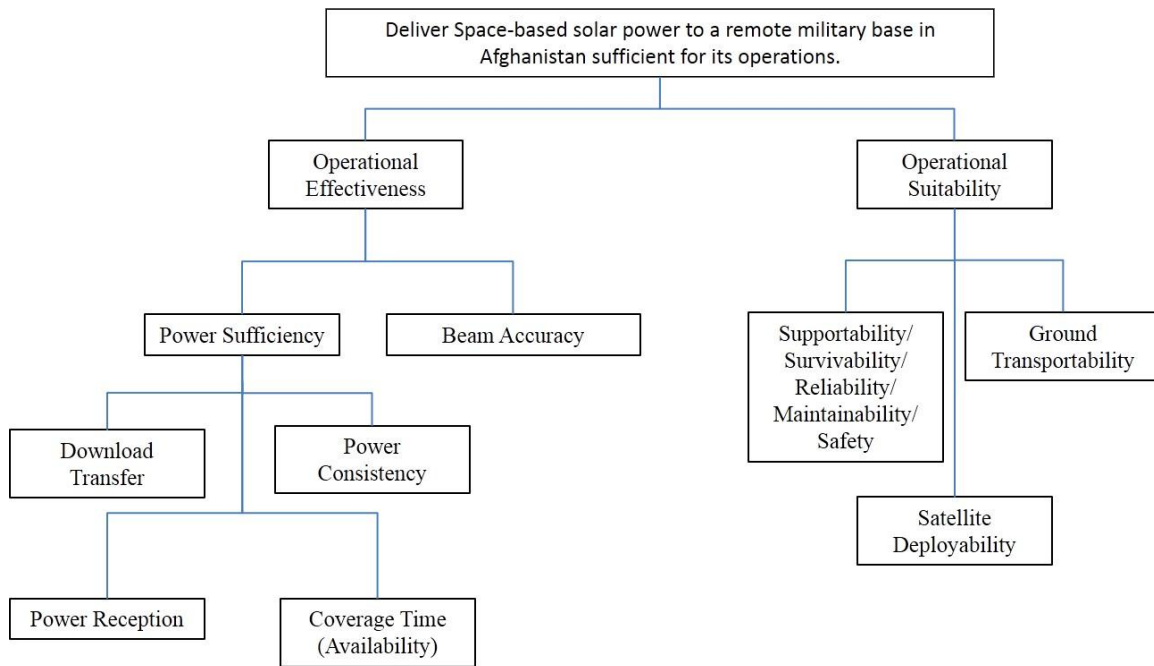 Deliver Space-based solar power to a remote military base in
Afghanistan sufficient for its operations.
Operational
Effectiveness
Operational
Suitability
Power Sufficiency
Beam Accuracy
Supportability/
Survivability/
Reliability/
Maintainability/
Safety
Ground
Transportability
Download
Transfer
Power
Consistency
Satellite
Deployability
Power Reception
Coverage Time
(Availability)